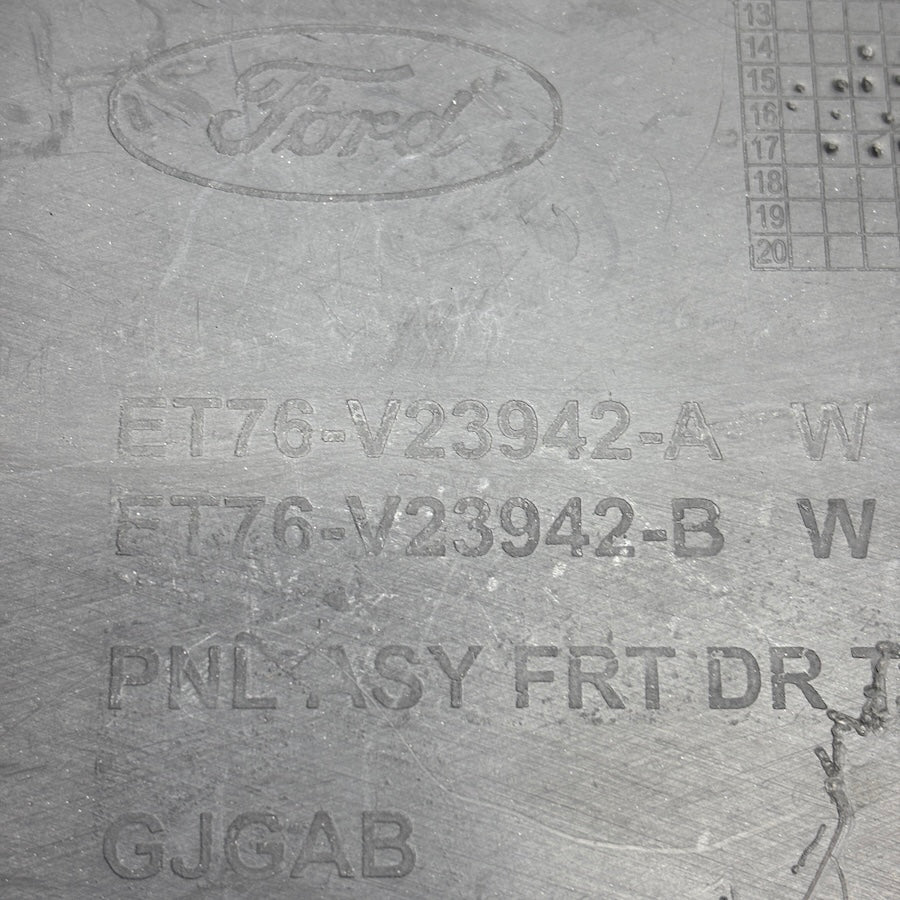 Ford
13
14
15
16
17
18
19
20
ET76-V23942-A W
ET76-V23942-B W
PNL ASY FRT DR
GJGAB